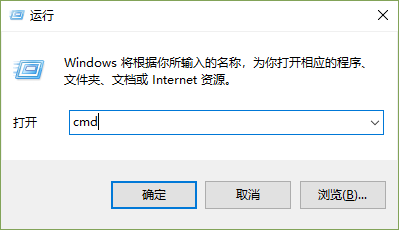 运行
Windows 将根据你所输入的名称，为你打开相应的程序、
文件夹、文档或 Internet 资源。
打开 cmd
确定 取消 浏览(B)...